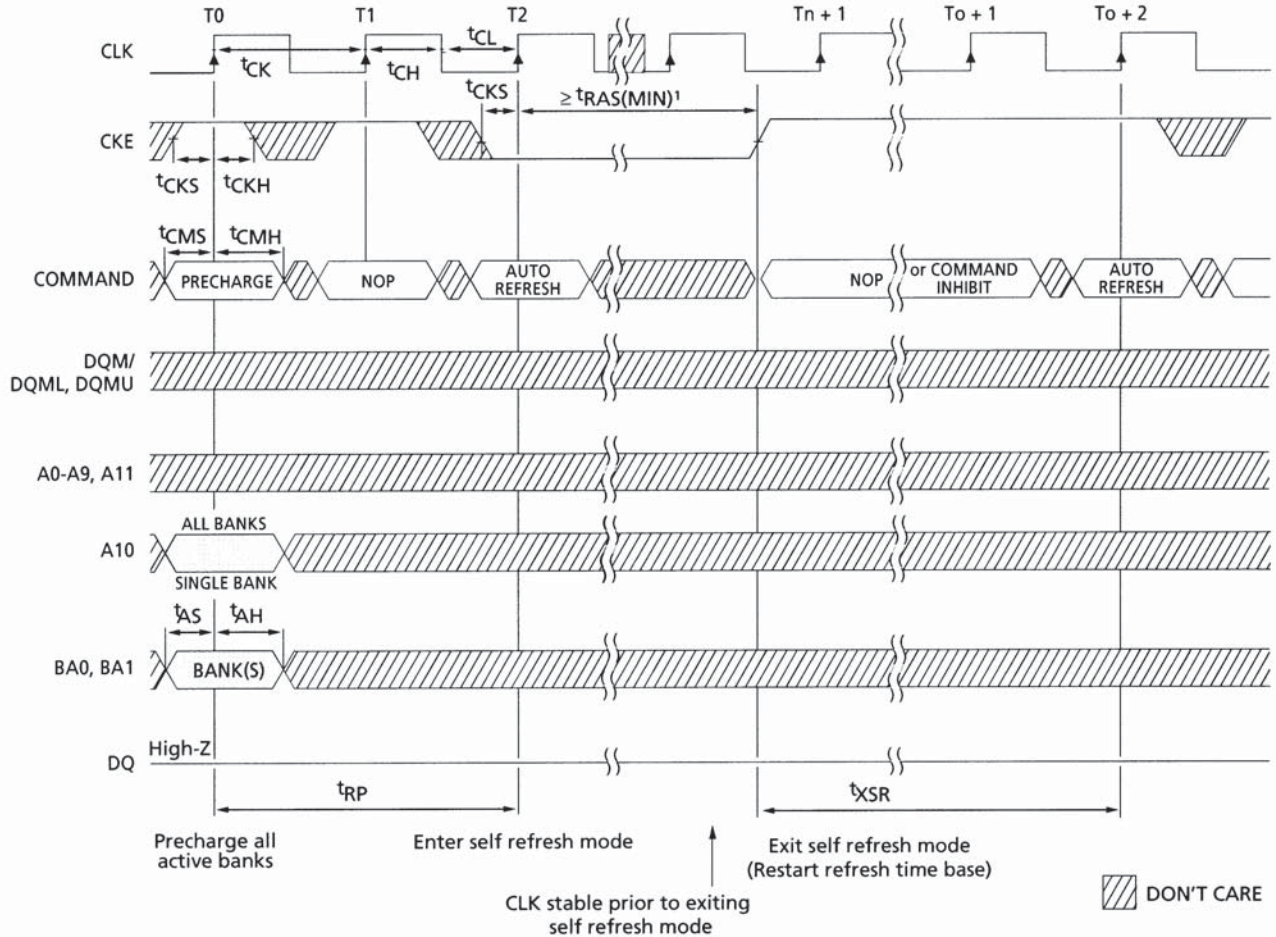 T0 T1 T2 Tn + 1 To + 1 To + 2
CLK
tCK tCH tCL
tCKS ≥ tRAS(MIN)1
CKE
tCKS tCKH
tCMS tCMH
COMMAND PRECHARGE NOP AUTO REFRESH NOP or COMMAND INHIBIT AUTO REFRESH
DQM/
DQML, DQMU
A0-A9, A11
ALL BANKS
A10
SINGLE BANK
tAS tAH
BA0, BA1 BANK(S)
High-Z
DQ
tRP tXSR
Precharge all
active banks
Enter self refresh mode
Exit self refresh mode
(Restart refresh time base)
CLK stable prior to exiting
self refresh mode
DON'T CARE